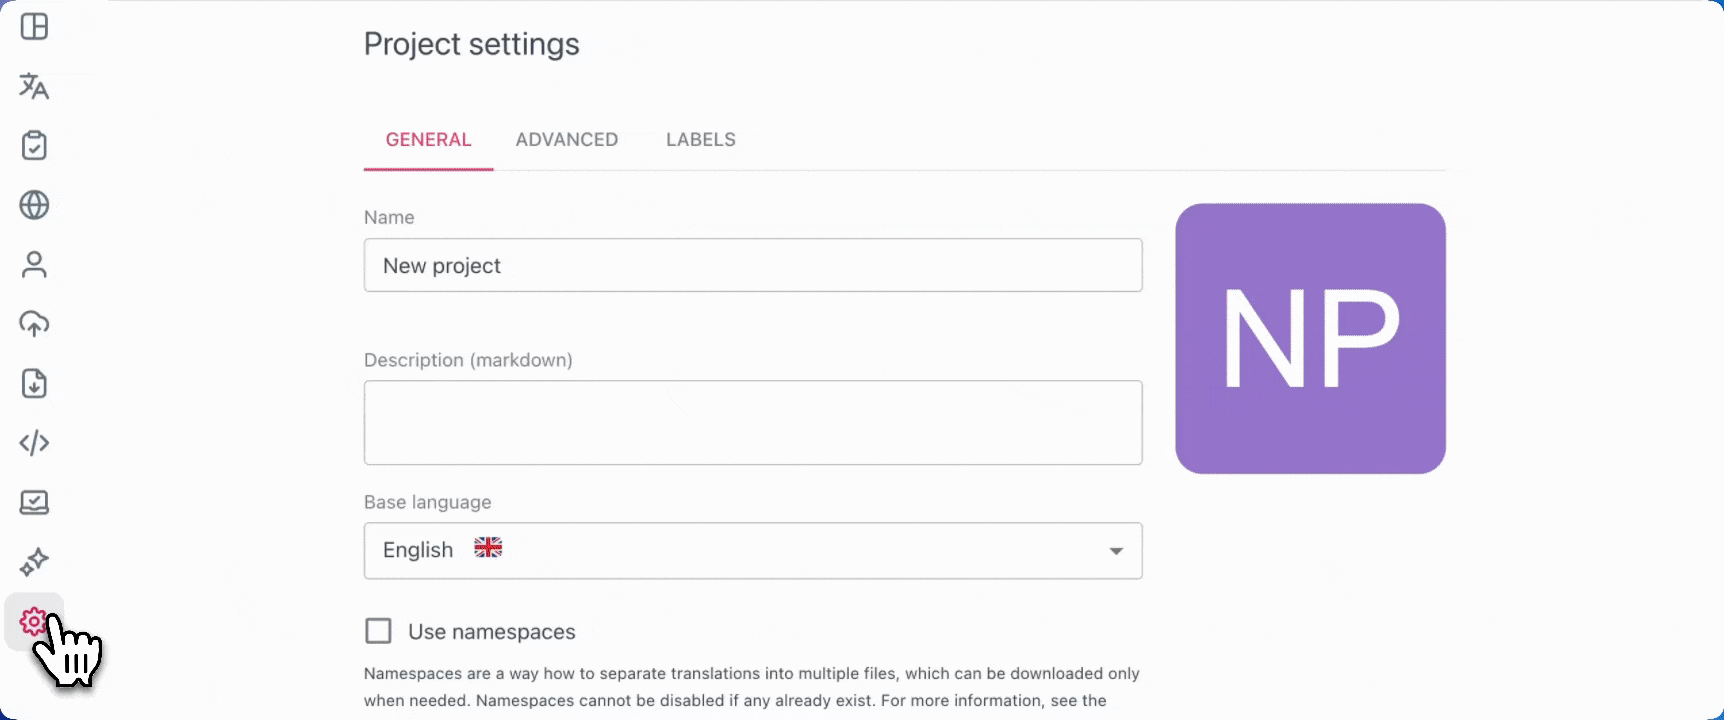 Project settings
GENERAL
ADVANCED
LABELS
Name
New project
NP
Description (markdown)
Base language
English
Use namespaces
Namespaces are a way how to separate translations into multiple files, which can be downloaded only
when needed. Namespaces cannot be disabled if any already exist. For more information, see the